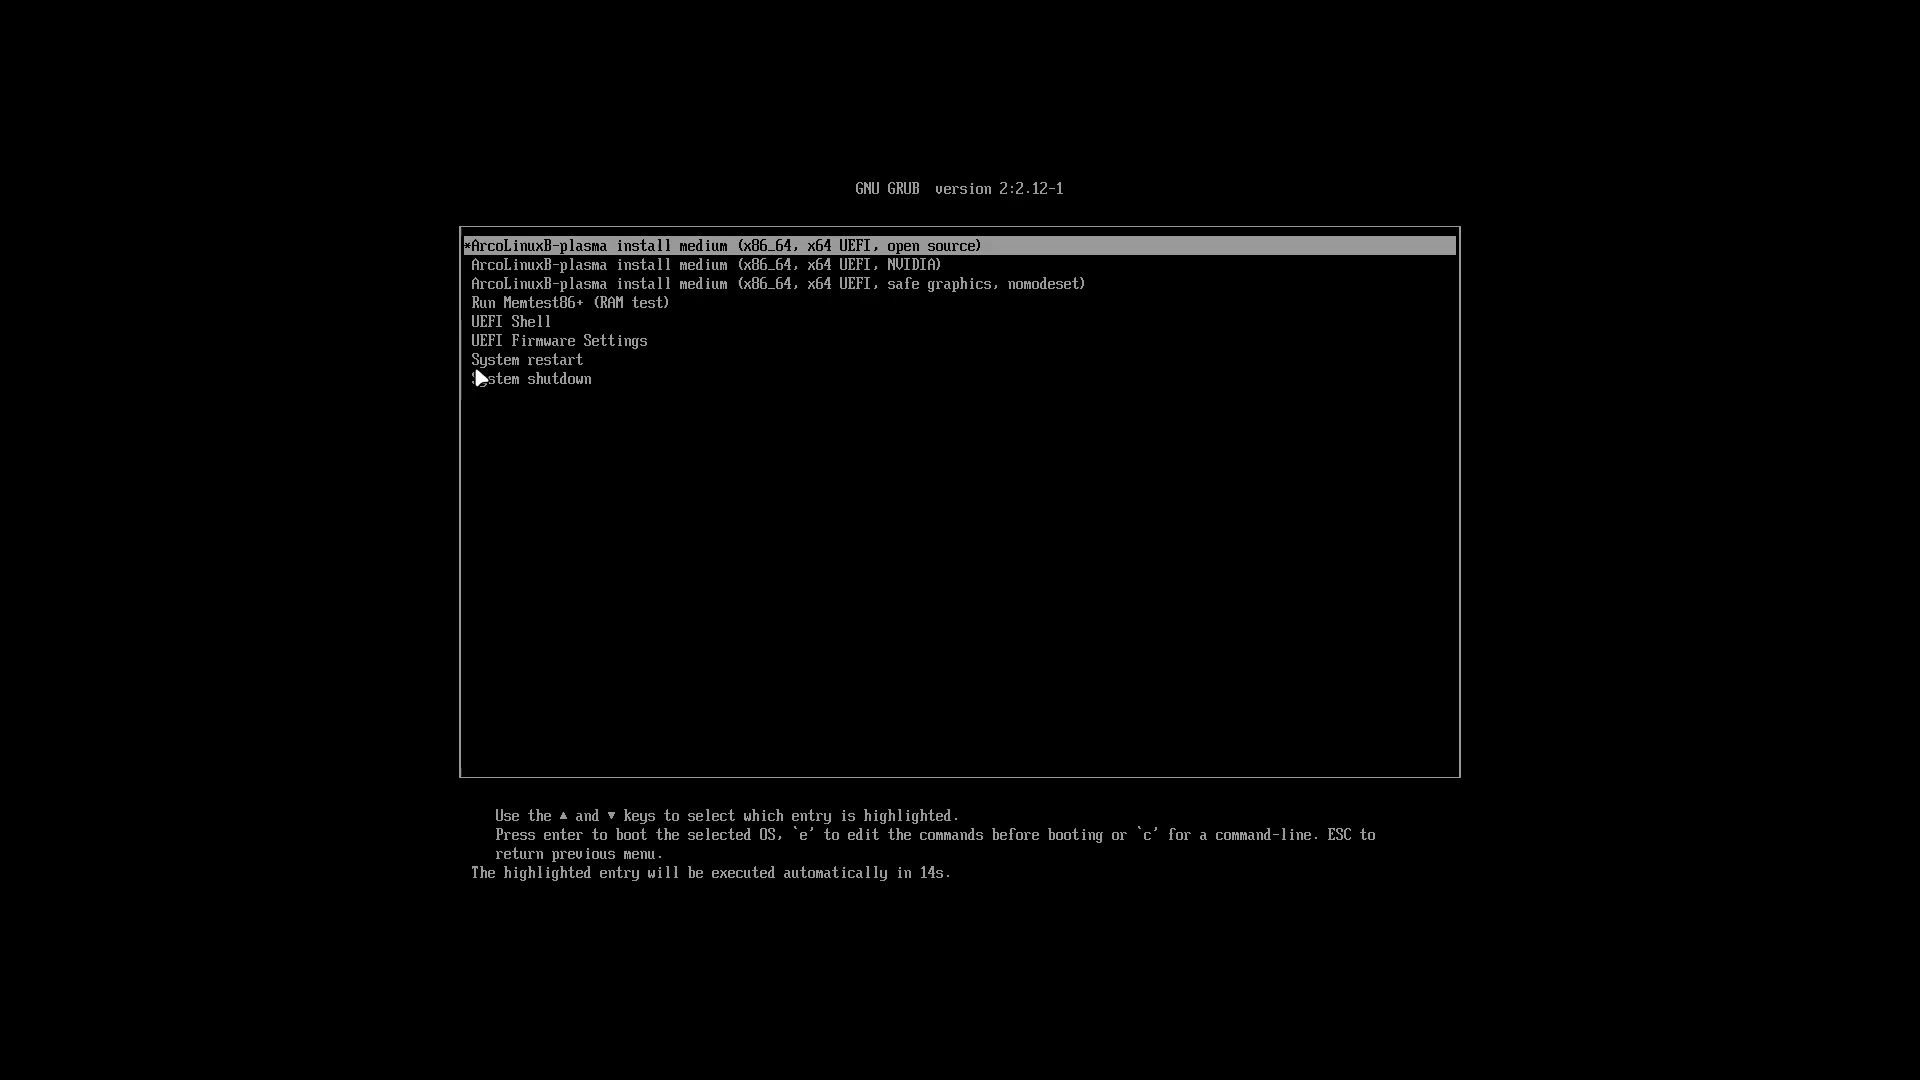 GNU GRUB  version 2:2.12-1
*ArcoLinuxB-plasma install medium (x86_64, x64 UEFI, open source)
ArcoLinuxB-plasma install medium (x86_64, x64 UEFI, NVIDIA)
ArcoLinuxB-plasma install medium (x86_64, x64 UEFI, safe graphics, nomodeset)
Run Memtest86+ (RAM test)
UEFI Shell
UEFI Firmware Settings
System restart
System shutdown
Use the ▲ and ▼ keys to select which entry is highlighted.
Press enter to boot the selected OS, `e' to edit the commands before booting or `c' for a command-line. ESC to
return previous menu.
The highlighted entry will be executed automatically in 14s.